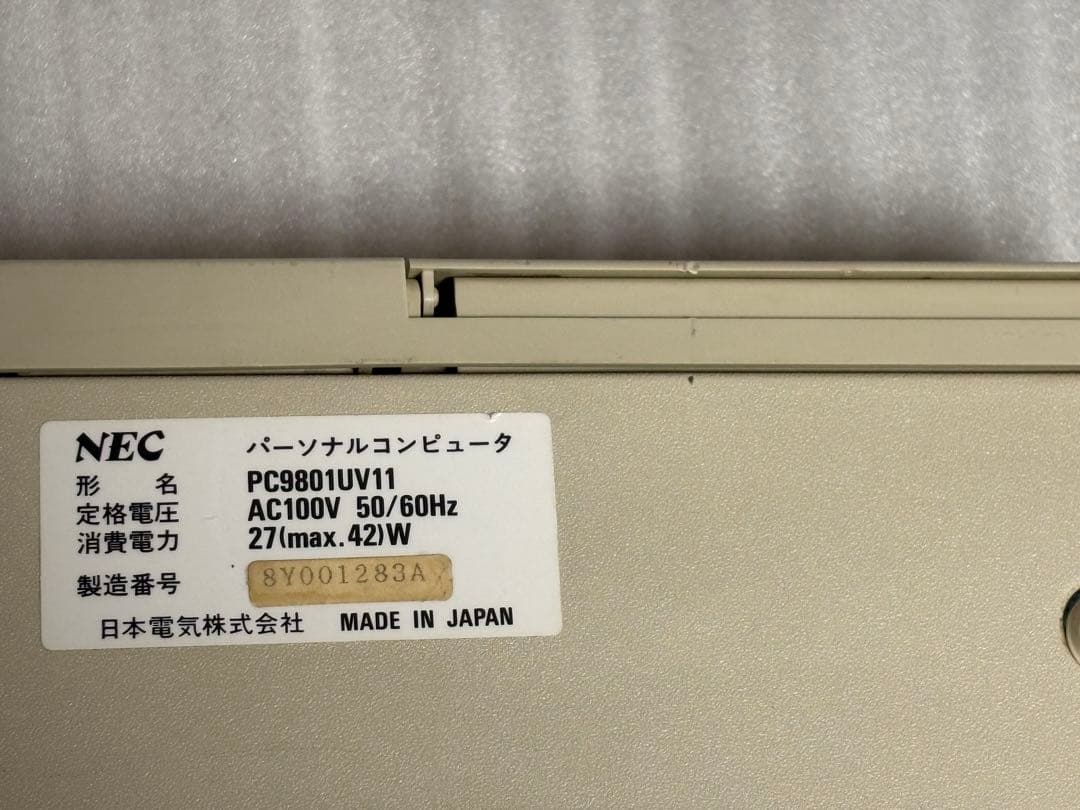 NEC パーソナルコンピュータ
形 名 PC9801UV11
定格電圧 AC100V 50/60Hz
消費電力 27(max.42)W
製造番号 8Y001283A
日本電気株式会社 MADE IN JAPAN